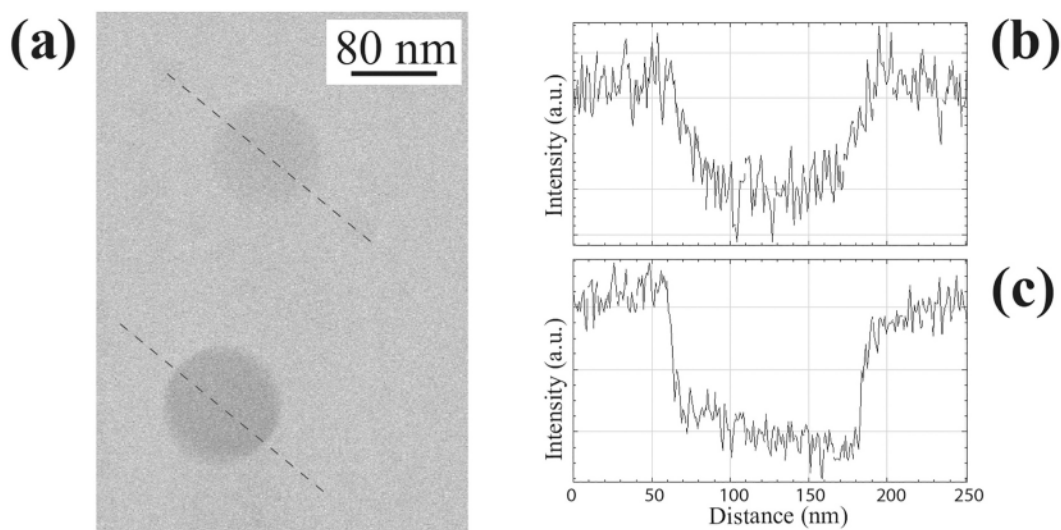 (a)
80 nm
(b)
Intensity (a.u.)
(c)
Intensity (a.u.)
0 50 100 150 200 250
Distance (nm)